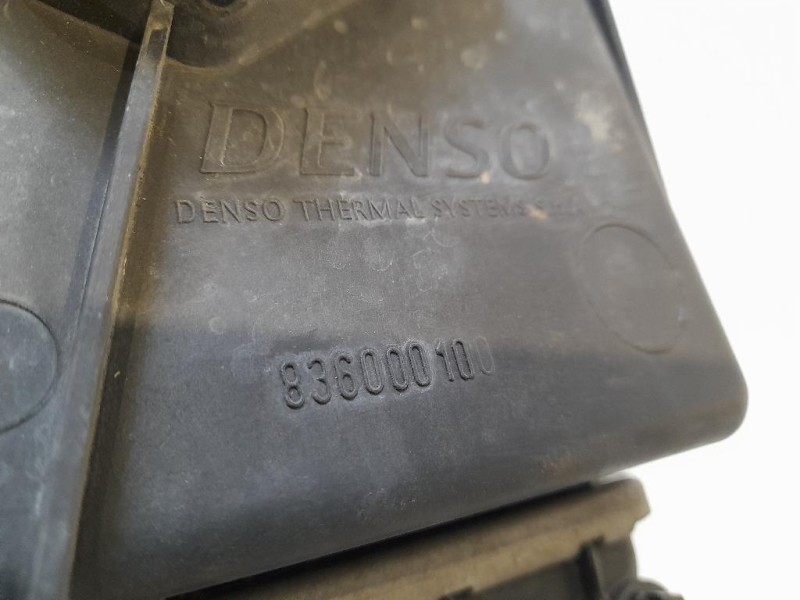 DENSO
DENSO THERMAL SYSTEMS
836000100